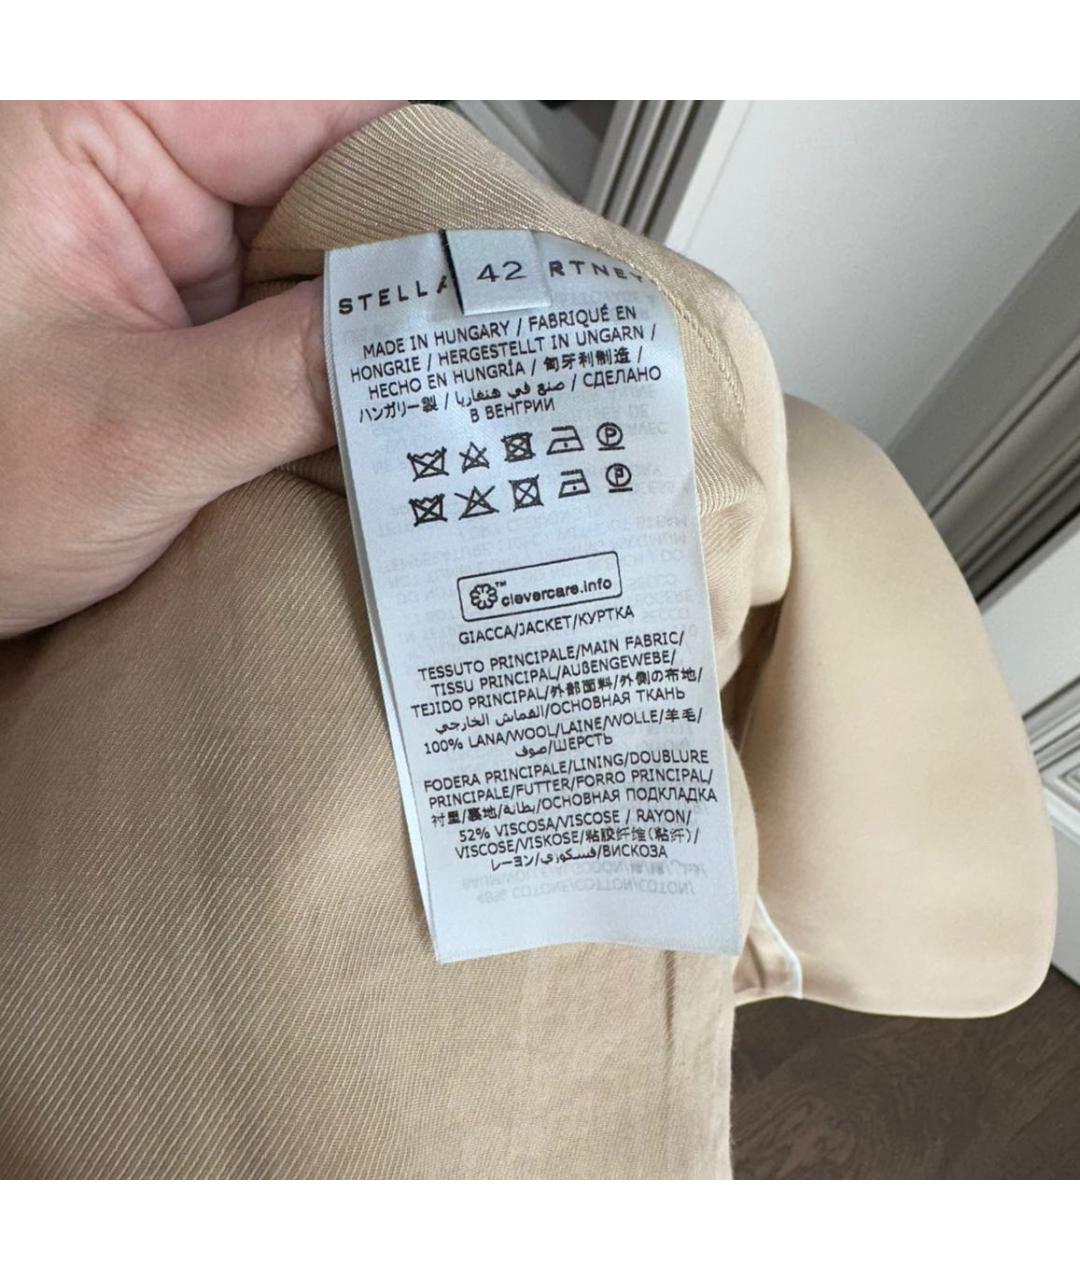 STELLA RTNEY
42
MADE IN HUNGARY / FABRIQUÉ EN
HONGRIE / HERGESTELLT IN UNGARN /
HECHO EN HUNGRÍA / 匈牙利制造 /
ハンガリー製 / صنع في هنغاريا / СДЕЛАНО
В ВЕНГРИИ
P
P
clevercare.info™
GIACCA/JACKET/КУРТКА
TESSUTO PRINCIPALE/MAIN FABRIC/
TISSU PRINCIPAL/AUßENGEWEBE/
TEJIDO PRINCIPAL/外部面料/外側の布地/
القماش الخارجي/ОСНОВНАЯ ТКАНЬ
100% LANA/WOOL/LAINE/WOLLE/羊毛/
صوف/ШЕРСТЬ
FODERA PRINCIPALE/LINING/DOUBLURE
PRINCIPALE/FUTTER/FORRO PRINCIPAL/
衬里/裏地/بطانة/ОСНОВНАЯ ПОДКЛАДКА
52% VISCOSA/VISCOSE / RAYON/
VISCOSE/VISKOSE/粘胶纤维(粘纤)/
レーヨン/فسكوزي/ВИСКОЗА